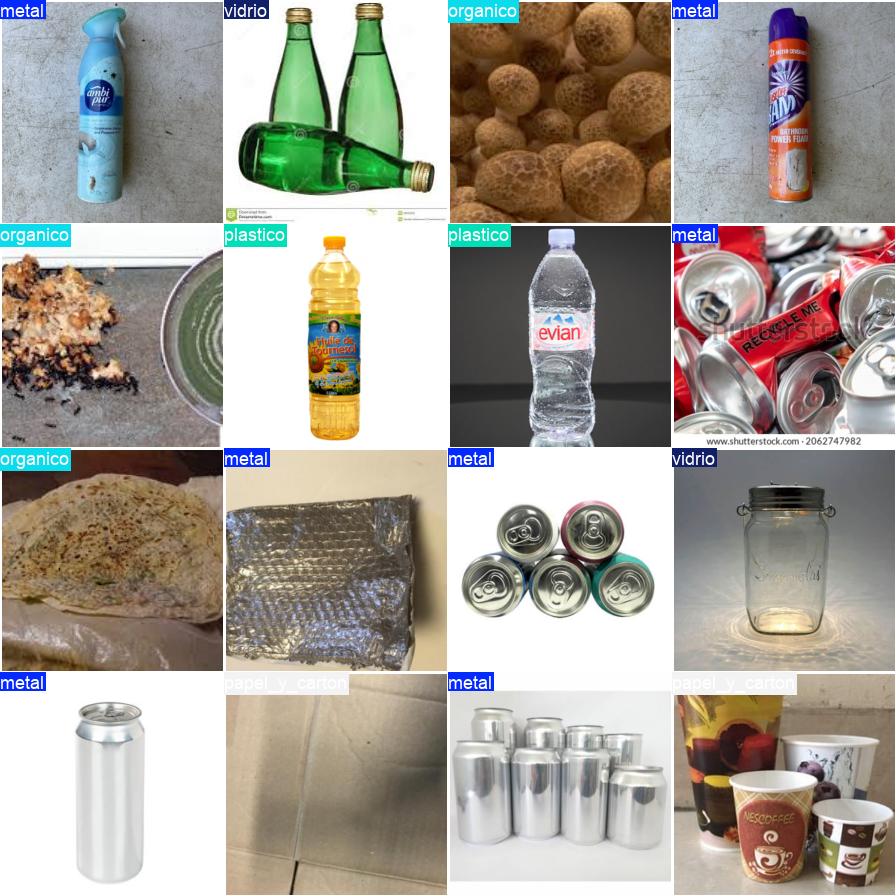 metal
vidrio
organico
metal
ambi
pur
BATHROOM
POWER FOAM
organico
plastico
plastico
metal
Huile de
Tournesol
evian
RECYCLE ME
shutterstock
www.shutterstock.com · 2062747982
organico
metal
metal
vidrio
metal
papel_y_carton
metal
papel_y_carton
NESCOFFEE